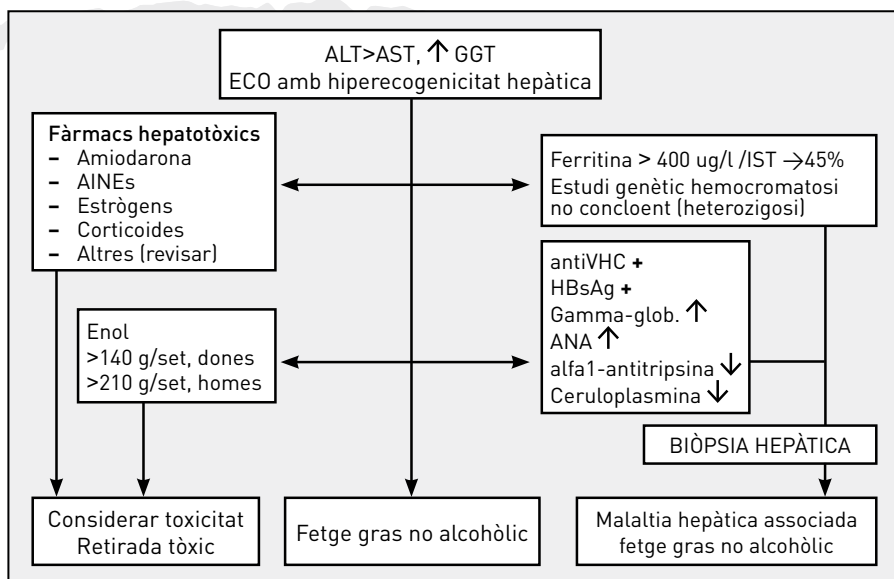 ALT>AST, ↑ GGT
ECO amb hiperecogenicitat hepàtica
Fàrmacs hepatotòxics
– Amiodarona
– AINEs
– Estrògens
– Corticoides
– Altres (revisar)
Ferritina > 400 ug/l /IST →45%
Estudi genètic hemocromatosi
no concloent (heterozigosi)
antiVHC +
HBsAg +
Gamma-glob. ↑
ANA ↑
alfa1-antitripsina ↓
Ceruloplasmina ↓
Enol
>140 g/set, dones
>210 g/set, homes
BIÒPSIA HEPÀTICA
Considerar toxicitat
Retirada tòxic
Fetge gras no alcohòlic
Malaltia hepàtica associada
fetge gras no alcohòlic